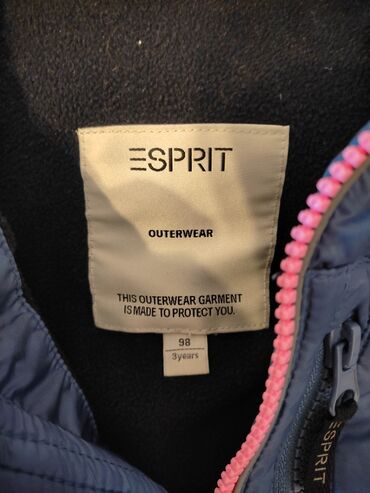 ESPRIT
OUTERWEAR
THIS OUTERWEAR GARMENT
IS MADE TO PROTECT YOU.
98
3years
ESPRIT